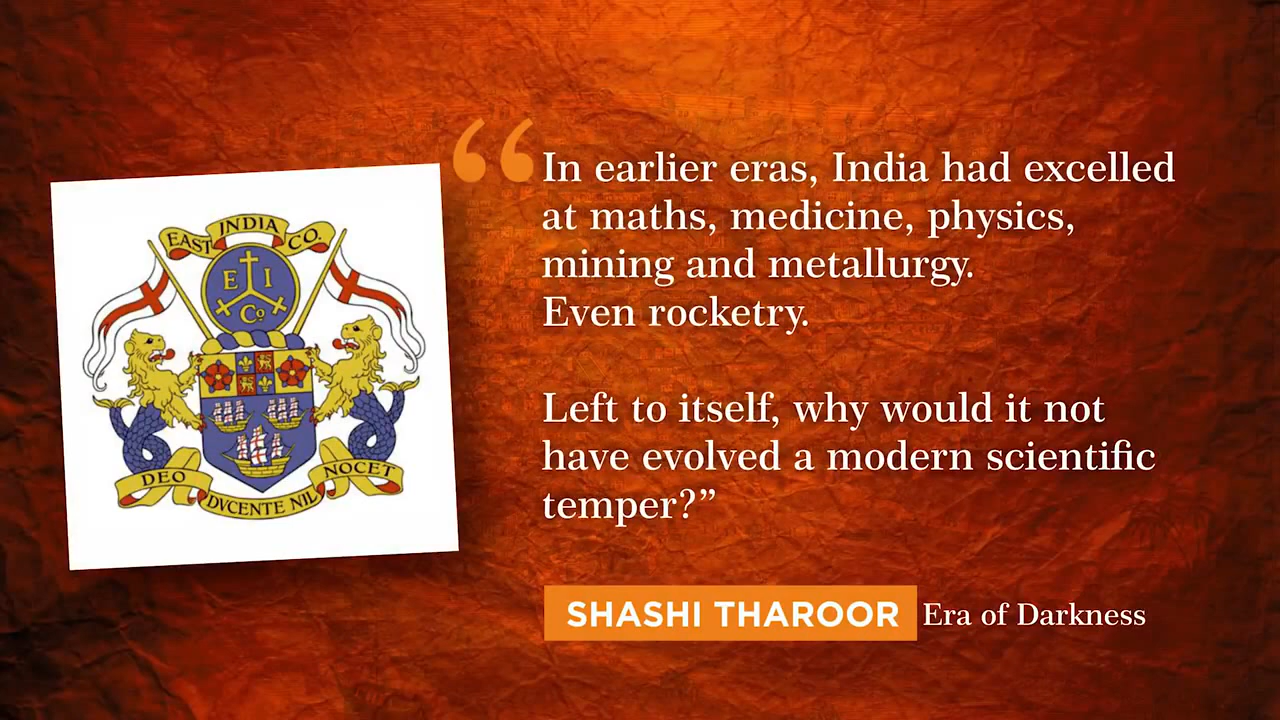 EAST INDIA CO.
E I
Co
DEO DVCENTE NIL NOCET
“In earlier eras, India had excelled
at maths, medicine, physics,
mining and metallurgy.
Even rocketry.
Left to itself, why would it not
have evolved a modern scientific
temper?”
SHASHI THAROOR Era of Darkness